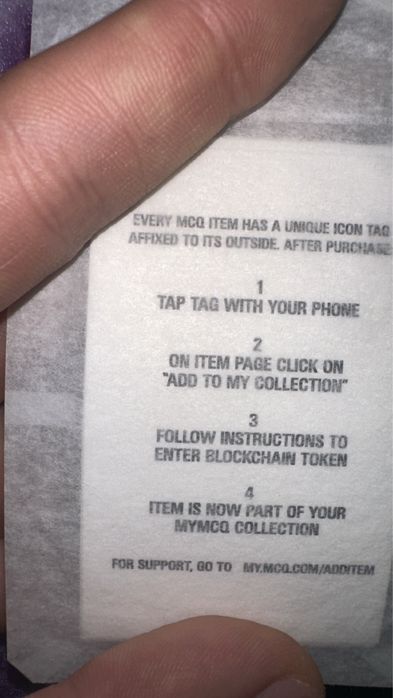 EVERY MCQ ITEM HAS A UNIQUE ICON TAG
AFFIXED TO ITS OUTSIDE. AFTER PURCHASE
1
TAP TAG WITH YOUR PHONE
2
ON ITEM PAGE CLICK ON
"ADD TO MY COLLECTION"
3
FOLLOW INSTRUCTIONS TO
ENTER BLOCKCHAIN TOKEN
4
ITEM IS NOW PART OF YOUR
MYMCQ COLLECTION
FOR SUPPORT, GO TO MY.MCQ.COM/ADDITEM